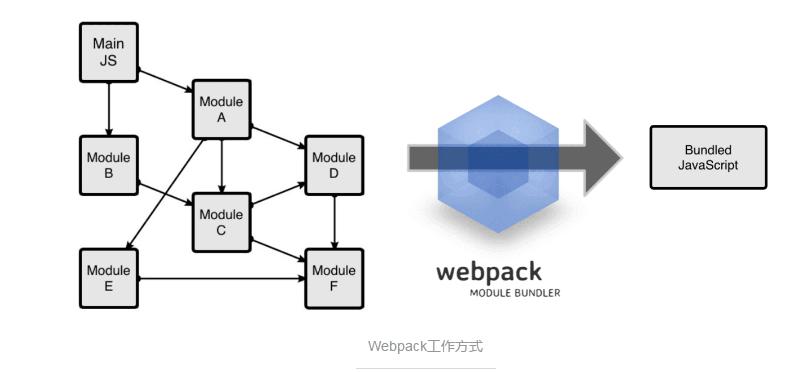 Main
JS
Module
A
Module
B
Module
D
Module
C
Module
E
Module
F
webpack
MODULE BUNDLER
Bundled
JavaScript
Webpack工作方式